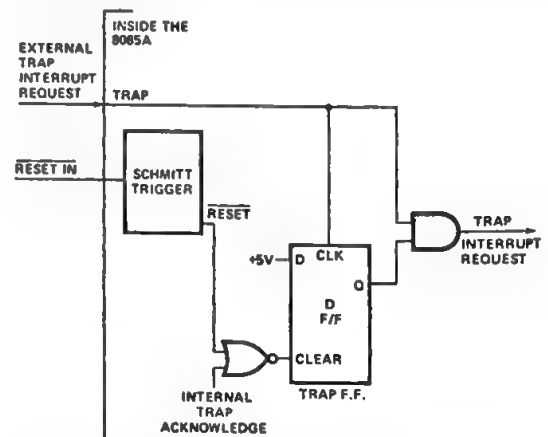 INSIDE THE
8085A
EXTERNAL
TRAP
INTERRUPT
REQUEST
TRAP
RESET IN
SCHMITT
TRIGGER
RESET
+5V
D
CLK
Q
D
F/F
CLEAR
TRAP F.F.
TRAP
INTERRUPT
REQUEST
INTERNAL
TRAP
ACKNOWLEDGE